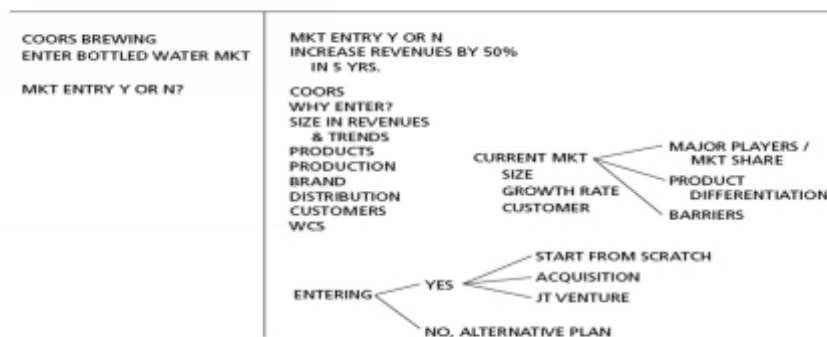 COORS BREWING
ENTER BOTTLED WATER MKT
MKT ENTRY Y OR N?
MKT ENTRY Y OR N
INCREASE REVENUES BY 50%
IN 5 YRS.
COORS
WHY ENTER?
SIZE IN REVENUES
& TRENDS
PRODUCTS
PRODUCTION
BRAND
DISTRIBUTION
CUSTOMERS
WCS
CURRENT MKT
SIZE
GROWTH RATE
CUSTOMER
MAJOR PLAYERS /
MKT SHARE
PRODUCT
DIFFERENTIATION
BARRIERS
ENTERING
YES
START FROM SCRATCH
ACQUISITION
JT VENTURE
NO, ALTERNATIVE PLAN